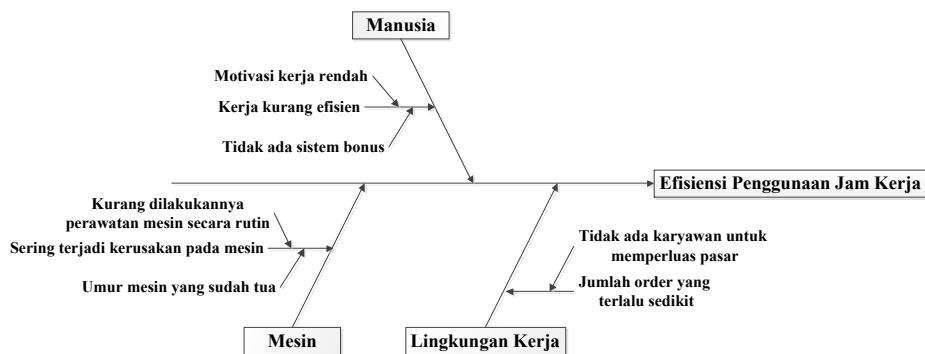 Manusia
Motivasi kerja rendah
Kerja kurang efisien
Tidak ada sistem bonus
Efisiensi Penggunaan Jam Kerja
Kurang dilakukannya
perawatan mesin secara rutin
Sering terjadi kerusakan pada mesin
Umur mesin yang sudah tua
Tidak ada karyawan untuk
memperluas pasar
Jumlah order yang
terlalu sedikit
Mesin
Lingkungan Kerja